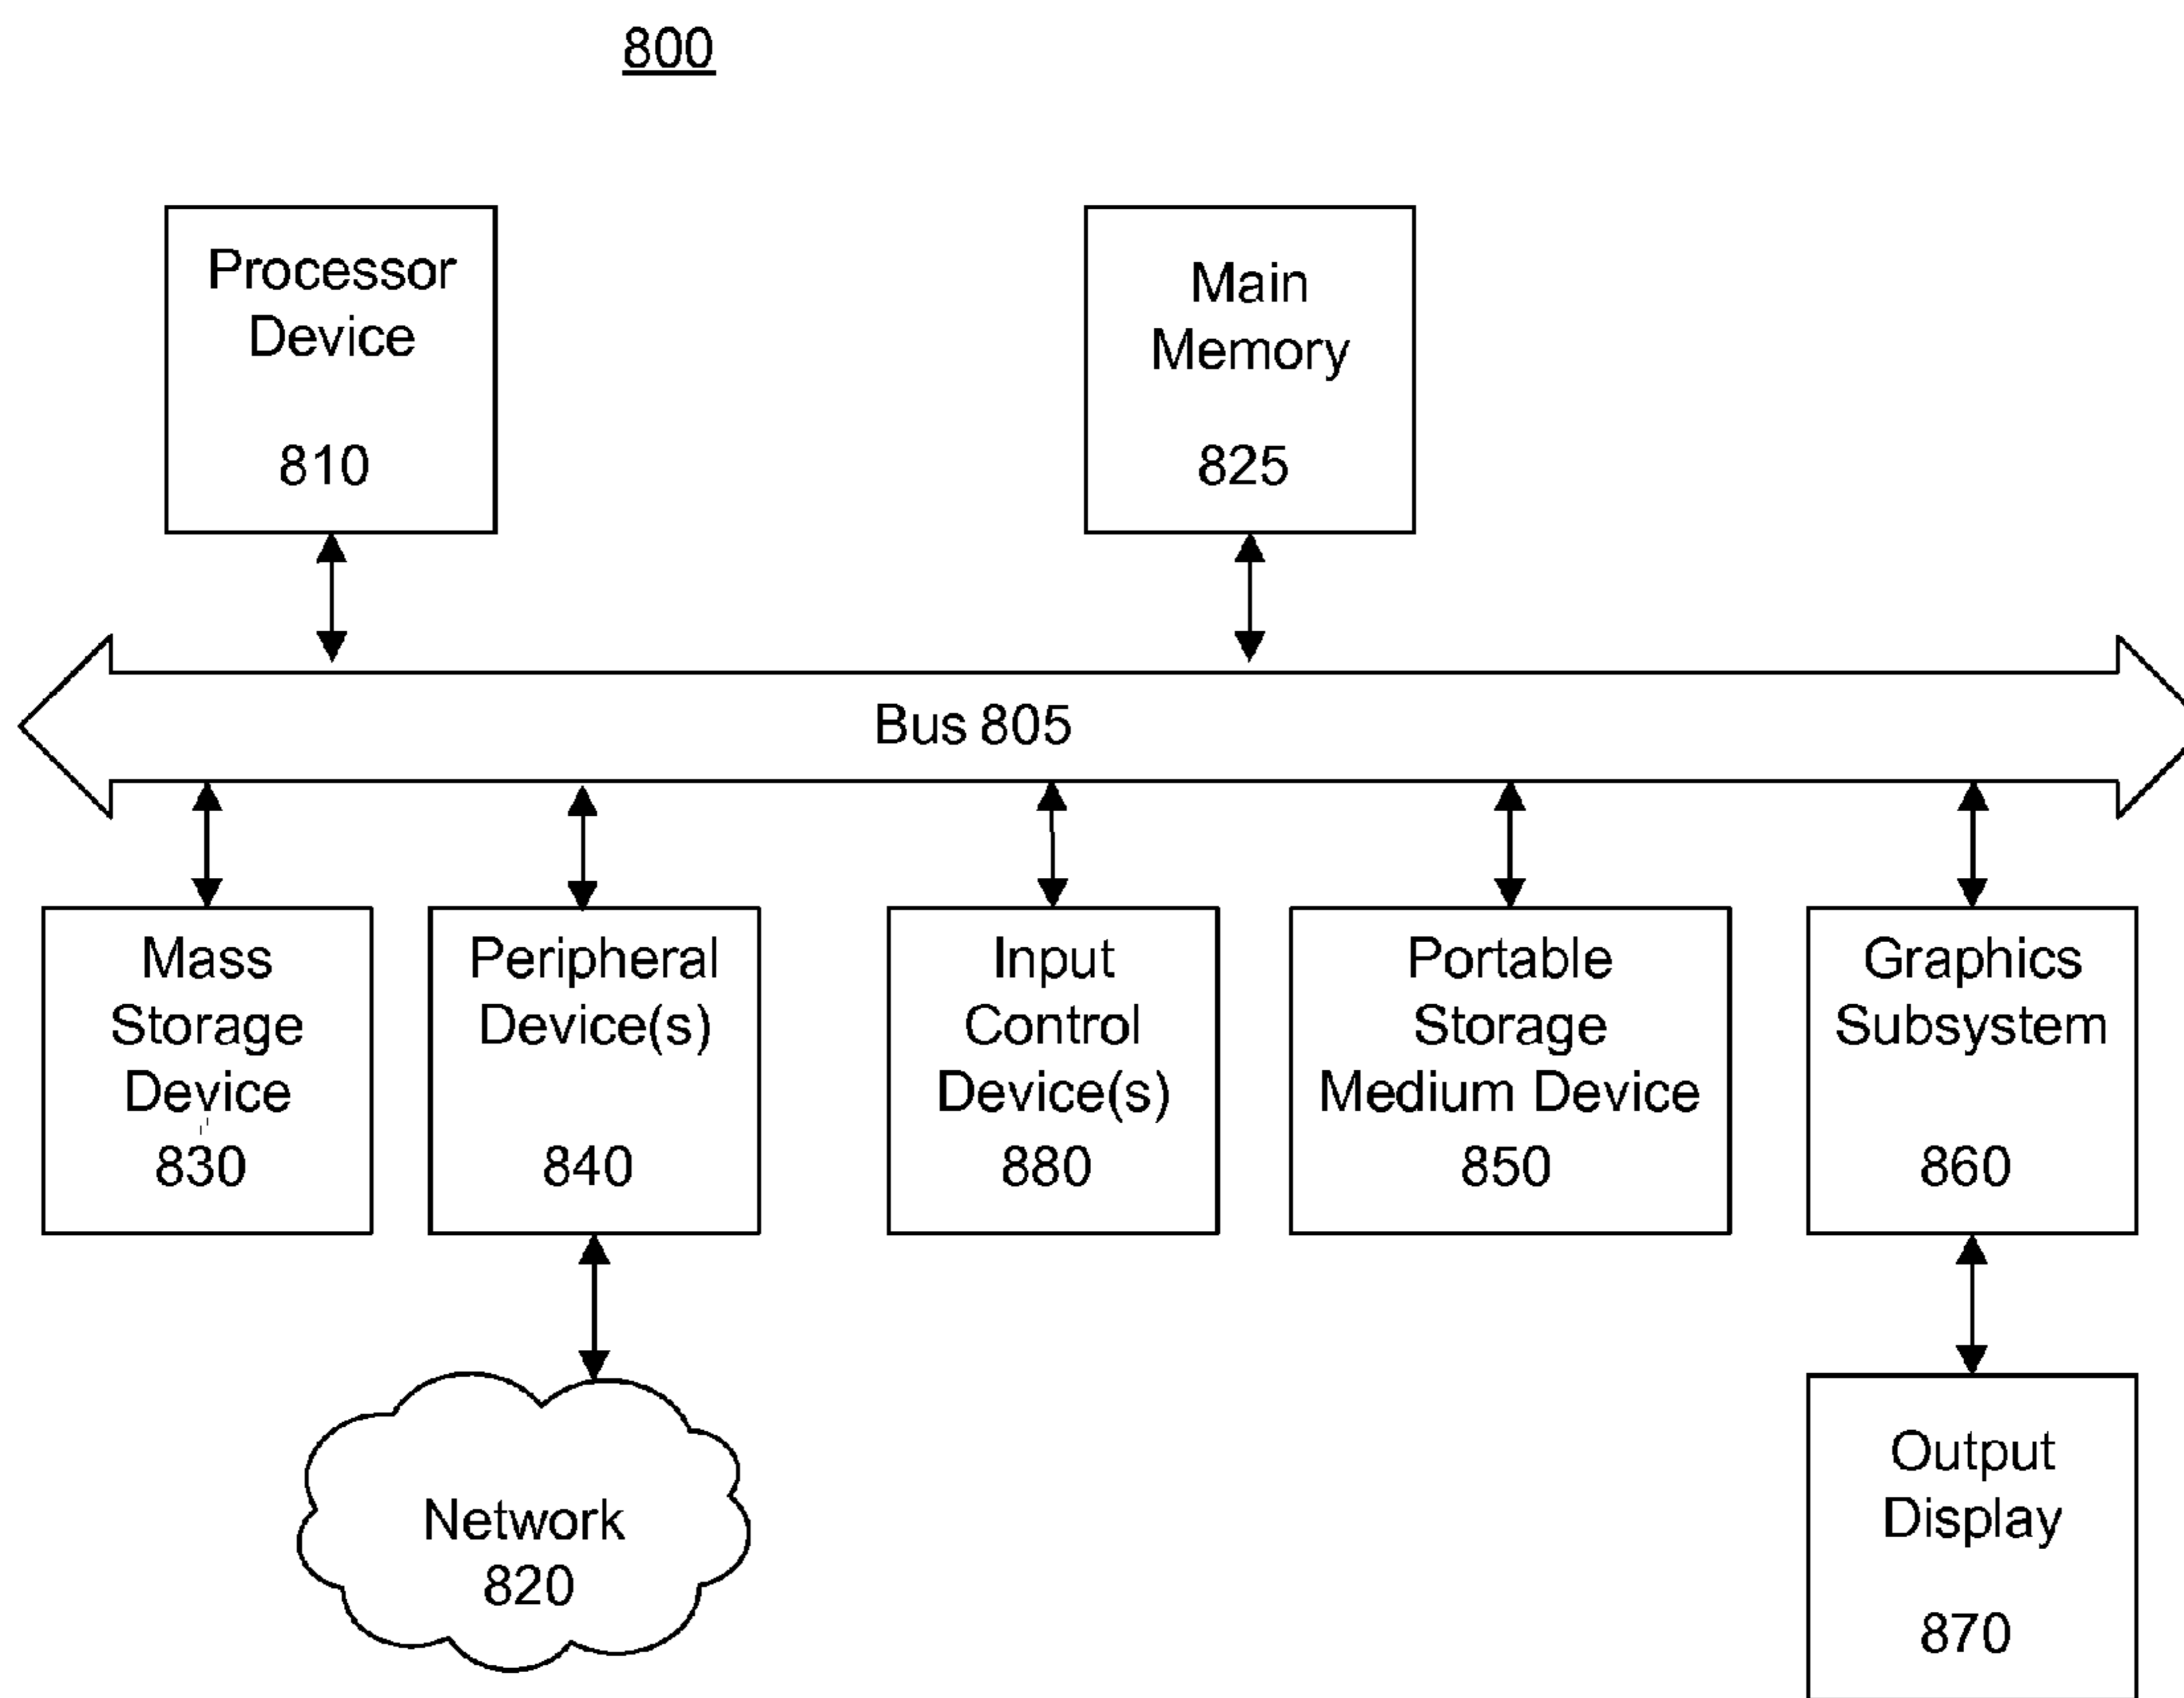 800
Processor
Device
810
Main
Memory
825
Bus 805
Mass
Storage
Device
830
Peripheral
Device(s)
840
Input
Control
Device(s)
880
Portable
Storage
Medium Device
850
Graphics
Subsystem
860
Network
820
Output
Display
870